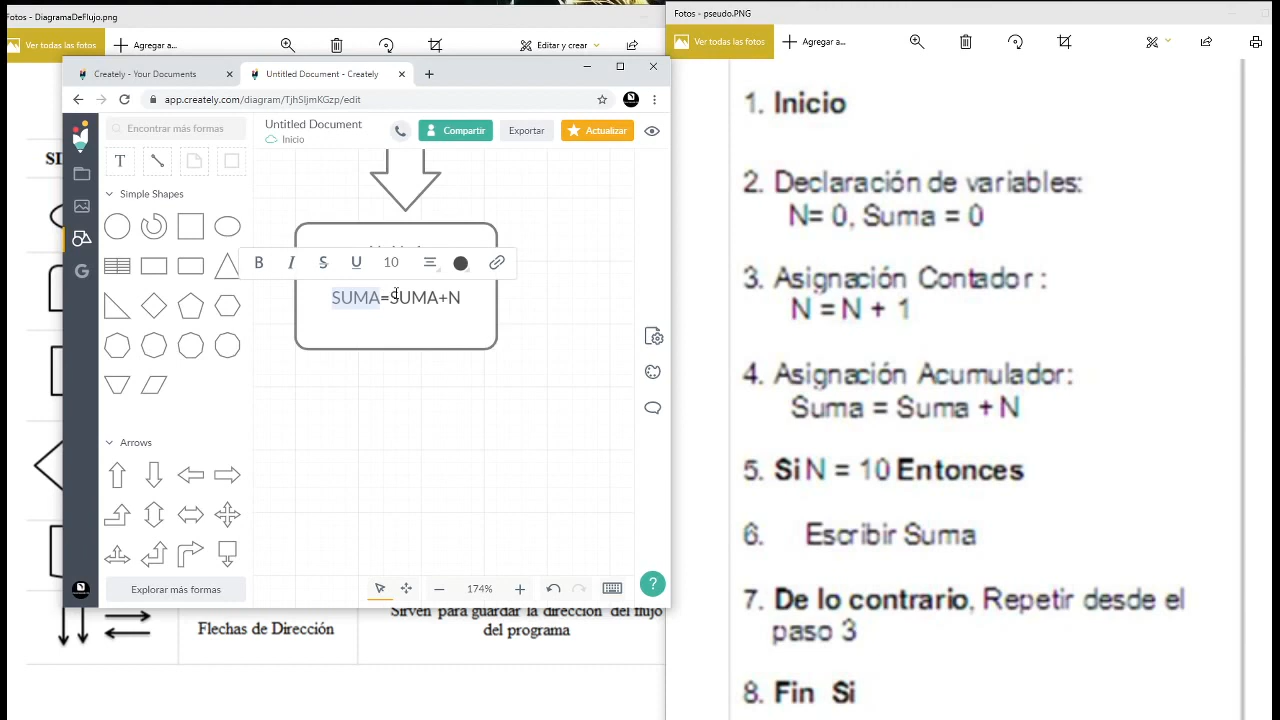 Fotos - DiagramaDeFlujo.png
Ver todas las fotos
Agregar a...
Editar y crear
Creately - Your Documents
Untitled Document - Creately
app.creately.com/diagram/TjhSljmKGzp/edit
Encontrar más formas
Untitled Document
Inicio
Compartir
Exportar
Actualizar
T
Simple Shapes
B I S U 10
SUMA=SUMA+N
Arrows
Explorar más formas
174%
?
Sirven para guardar la dirección del flujo
Flechas de Dirección
del programa
Fotos - pseudo.PNG
Ver todas las fotos
Agregar a...
1. Inicio
2. Declaración de variables:
N= 0, Suma = 0
3. Asignación Contador :
N = N + 1
4. Asignación Acumulador:
Suma = Suma + N
5. Si N = 10 Entonces
6. Escribir Suma
7. De lo contrario, Repetir desde el
paso 3
8. Fin Si